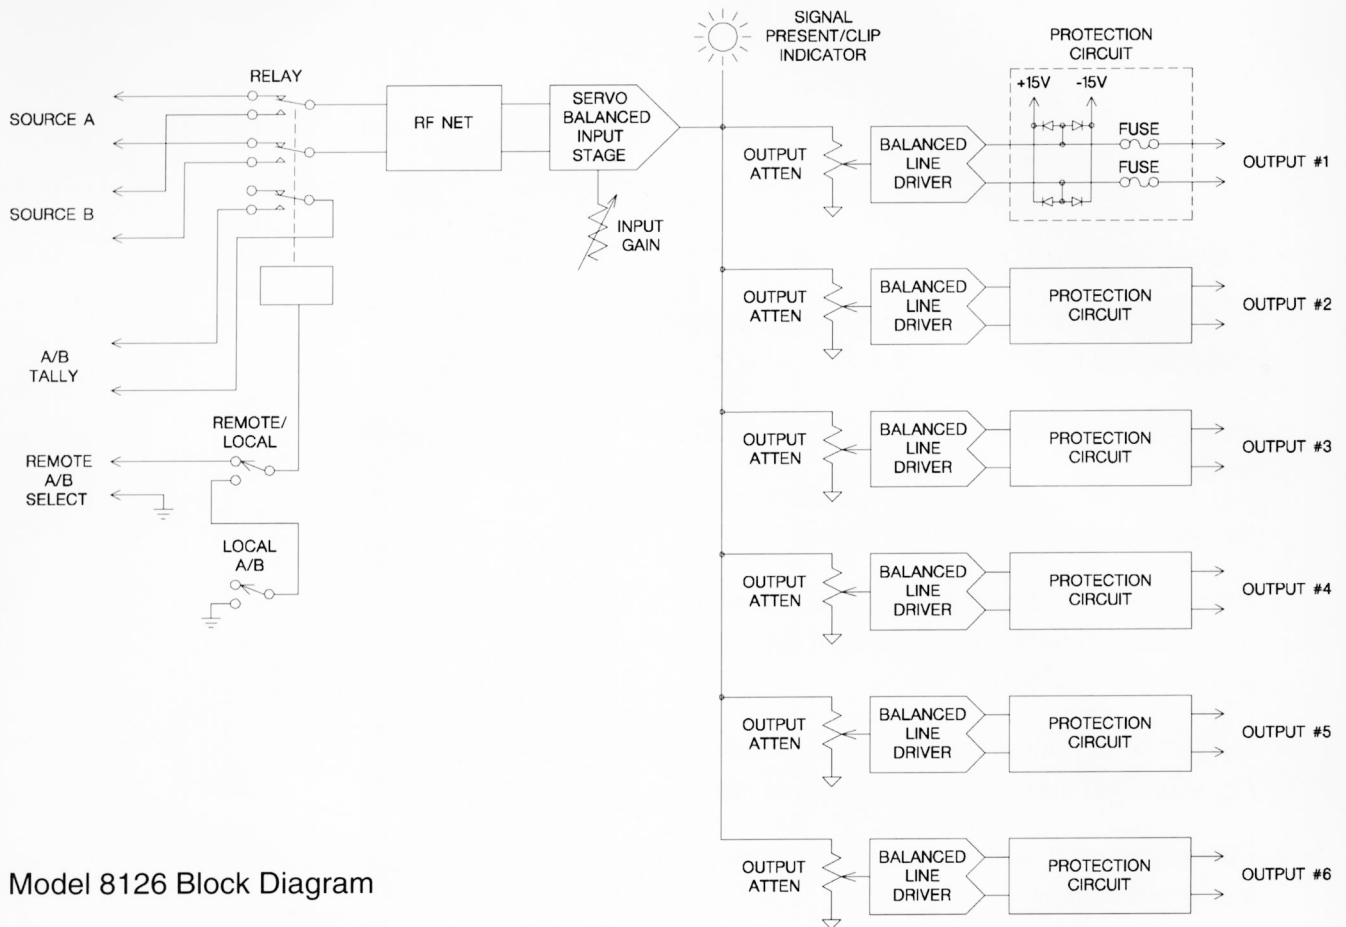 SIGNAL
PRESENT/CLIP
INDICATOR
PROTECTION
CIRCUIT
RELAY
SOURCE A
SOURCE B
RF NET
SERVO
BALANCED
INPUT
STAGE
INPUT
GAIN
+15V
-15V
FUSE
FUSE
OUTPUT
ATTEN
BALANCED
LINE
DRIVER
OUTPUT #1
OUTPUT
ATTEN
BALANCED
LINE
DRIVER
PROTECTION
CIRCUIT
OUTPUT #2
A/B
TALLY
REMOTE/
LOCAL
REMOTE
A/B
SELECT
LOCAL
A/B
OUTPUT
ATTEN
BALANCED
LINE
DRIVER
PROTECTION
CIRCUIT
OUTPUT #3
OUTPUT
ATTEN
BALANCED
LINE
DRIVER
PROTECTION
CIRCUIT
OUTPUT #4
OUTPUT
ATTEN
BALANCED
LINE
DRIVER
PROTECTION
CIRCUIT
OUTPUT #5
OUTPUT
ATTEN
BALANCED
LINE
DRIVER
PROTECTION
CIRCUIT
OUTPUT #6
Model 8126 Block Diagram